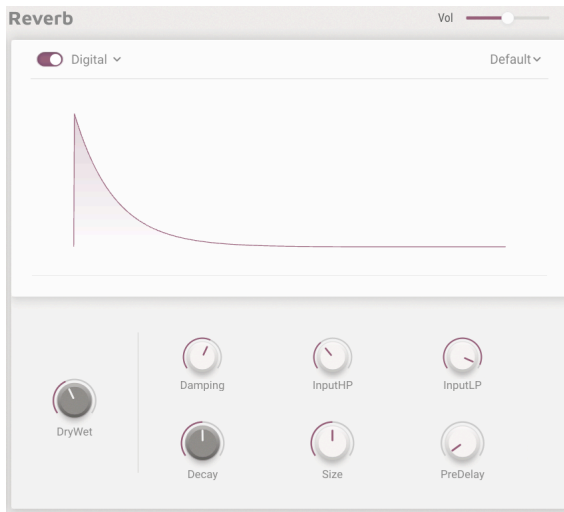 Reverb
Vol
Digital
Default
Damping
InputHP
InputLP
DryWet
Decay
Size
PreDelay